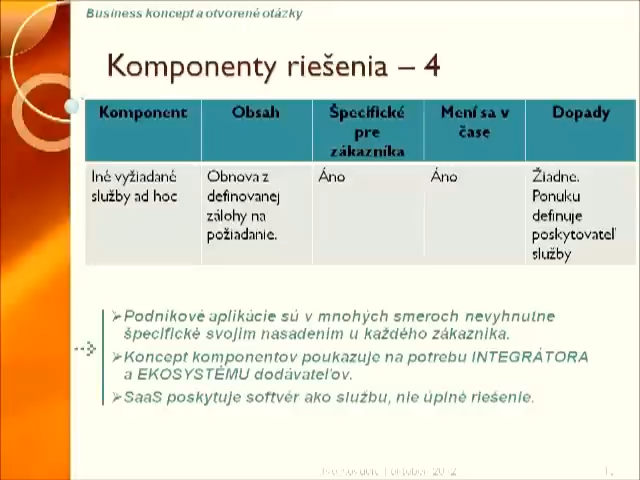 Business koncept a otvorené otázky
Komponenty riešenia – 4
Komponent Obsah Špecifické pre zákazníka Mení sa v čase Dopady
Iné vyžiadané služby ad hoc
Obnova z definovanej zálohy na požiadanie.
Áno
Áno
Žiadne. Ponuku definuje poskytovateľ služby
Podnikové aplikácie sú v mnohých smeroch nevyhnutne
špecifické svojim nasadením u každého zákazníka.
Koncept komponentov poukazuje na potrebu INTEGRÁTORA
a EKOSYSTÉMU dodávateľov.
SaaS poskytuje softvér ako službu, nie úplné riešenie.